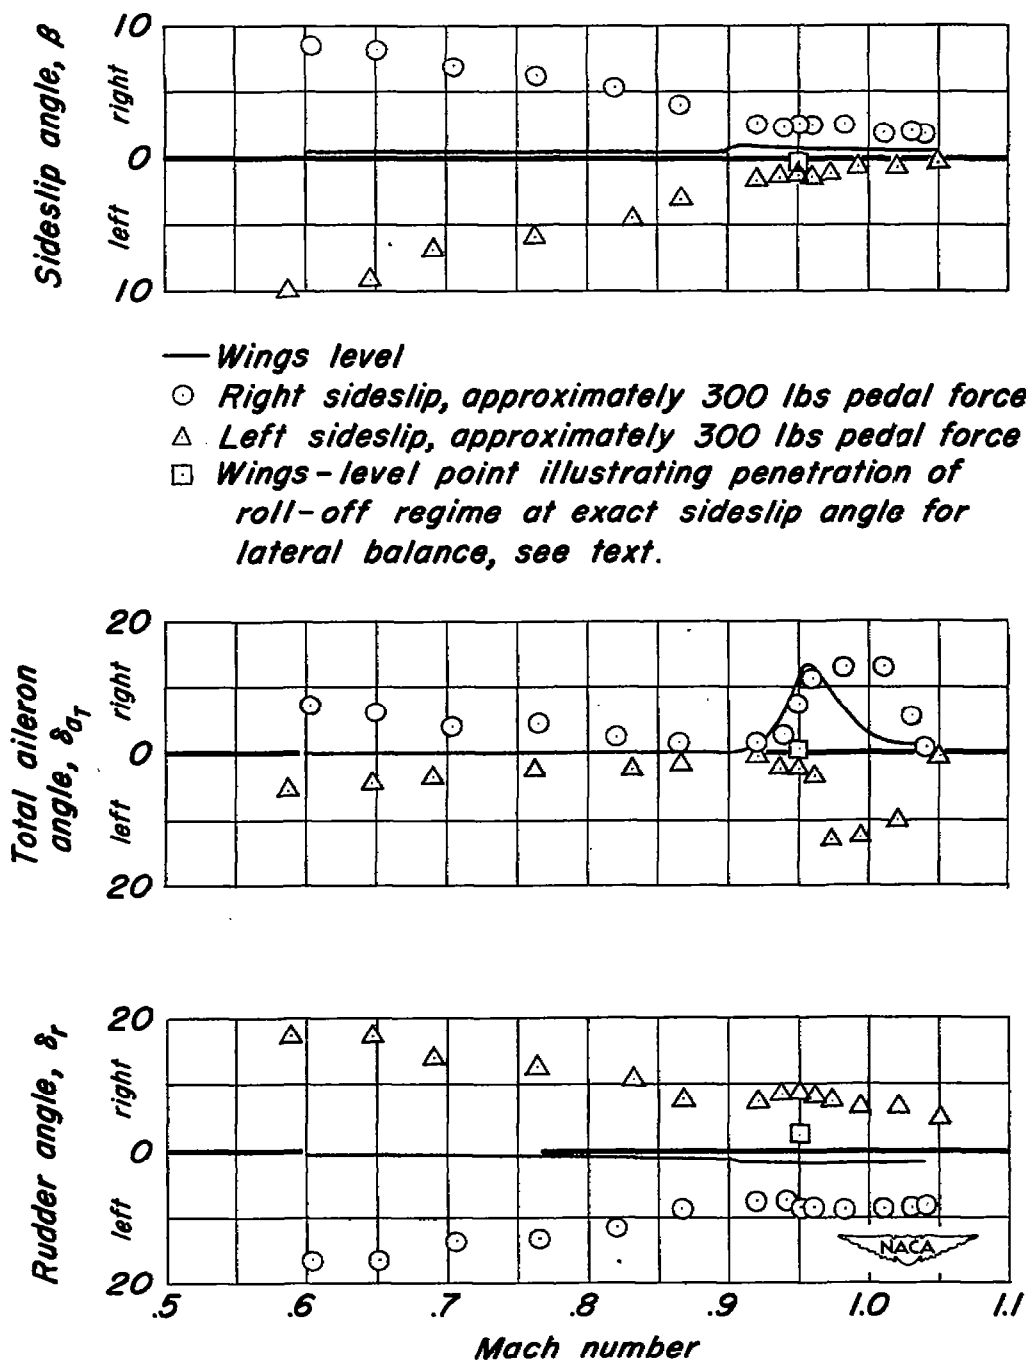 Sideslip angle, β
left right
10
0
10
Wings level
Right sideslip, approximately 300 lbs pedal force
Left sideslip, approximately 300 lbs pedal force
Wings-level point illustrating penetration of
roll-off regime at exact sideslip angle for
lateral balance, see text.
Total aileron
angle, δaT
left right
20
0
20
Rudder angle, δr
left right
20
0
20
NACA
.5 .6 .7 .8 .9 1.0 1.1
Mach number